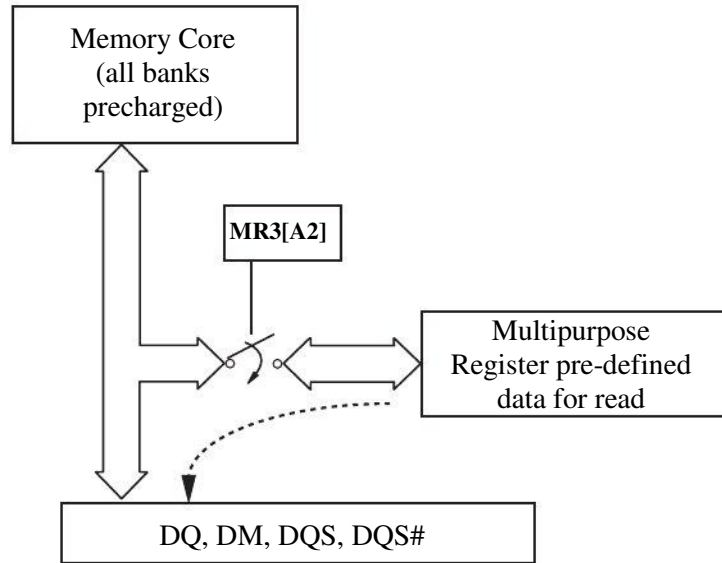 Memory Core
(all banks
precharged)
MR3[A2]
Multipurpose
Register pre-defined
data for read
DQ, DM, DQS, DQS#